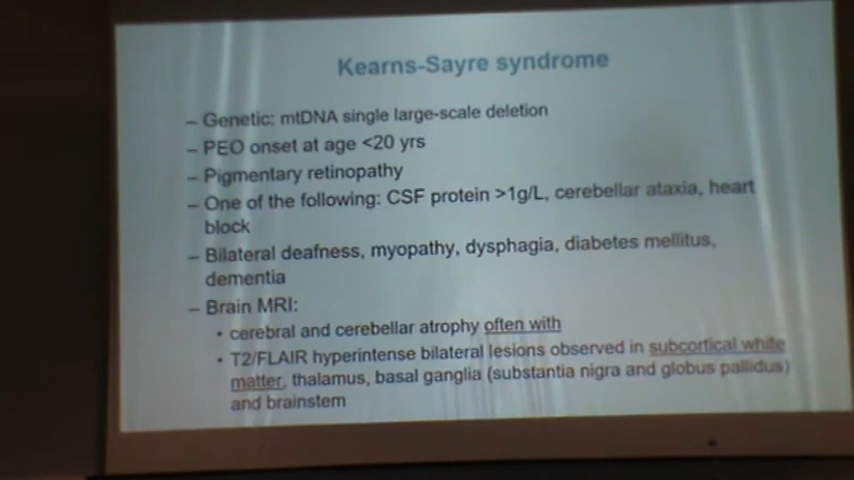 Kearns-Sayre syndrome
– Genetic: mtDNA single large-scale deletion
– PEO onset at age <20 yrs
– Pigmentary retinopathy
– One of the following: CSF protein >1g/L, cerebellar ataxia, heart
block
– Bilateral deafness, myopathy, dysphagia, diabetes mellitus,
dementia
– Brain MRI:
• cerebral and cerebellar atrophy often with
• T2/FLAIR hyperintense bilateral lesions observed in subcortical white
matter, thalamus, basal ganglia (substantia nigra and globus pallidus)
and brainstem